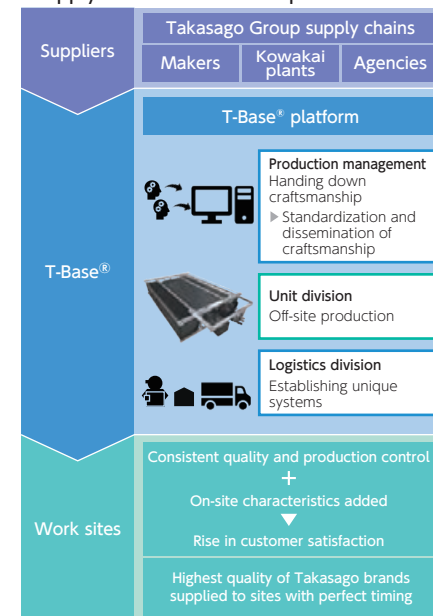 Suppliers
Takasago Group supply chains
Makers
Kowakai
plants
Agencies
T-Base®
T-Base® platform
Production management
Handing down
craftsmanship
▶ Standardization and
dissemination of
craftsmanship
Unit division
Off-site production
Logistics division
Establishing unique
systems
Work sites
Consistent quality and production control
+
On-site characteristics added
▼
Rise in customer satisfaction
Highest quality of Takasago brands
supplied to sites with perfect timing